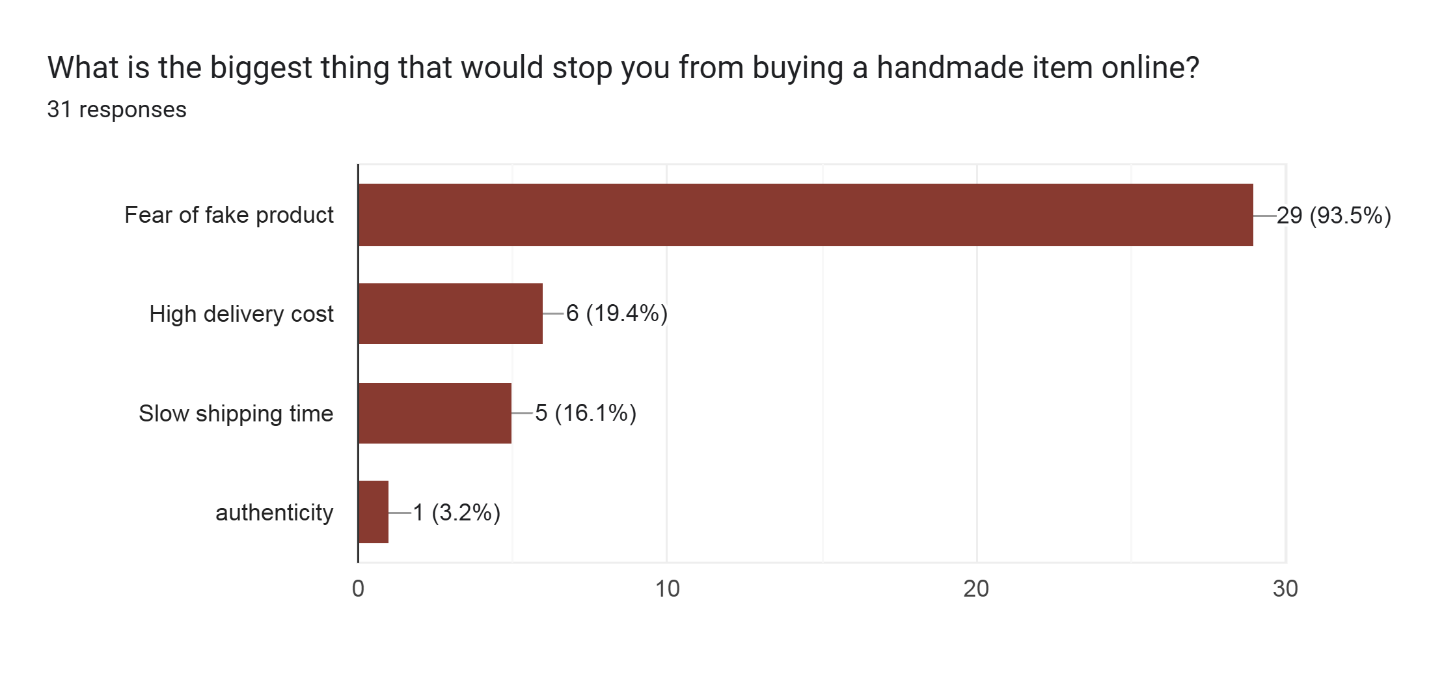 What is the biggest thing that would stop you from buying a handmade item online?
31 responses
Fear of fake product
29 (93.5%)
High delivery cost
6 (19.4%)
Slow shipping time
5 (16.1%)
authenticity
1 (3.2%)
0 10 20 30